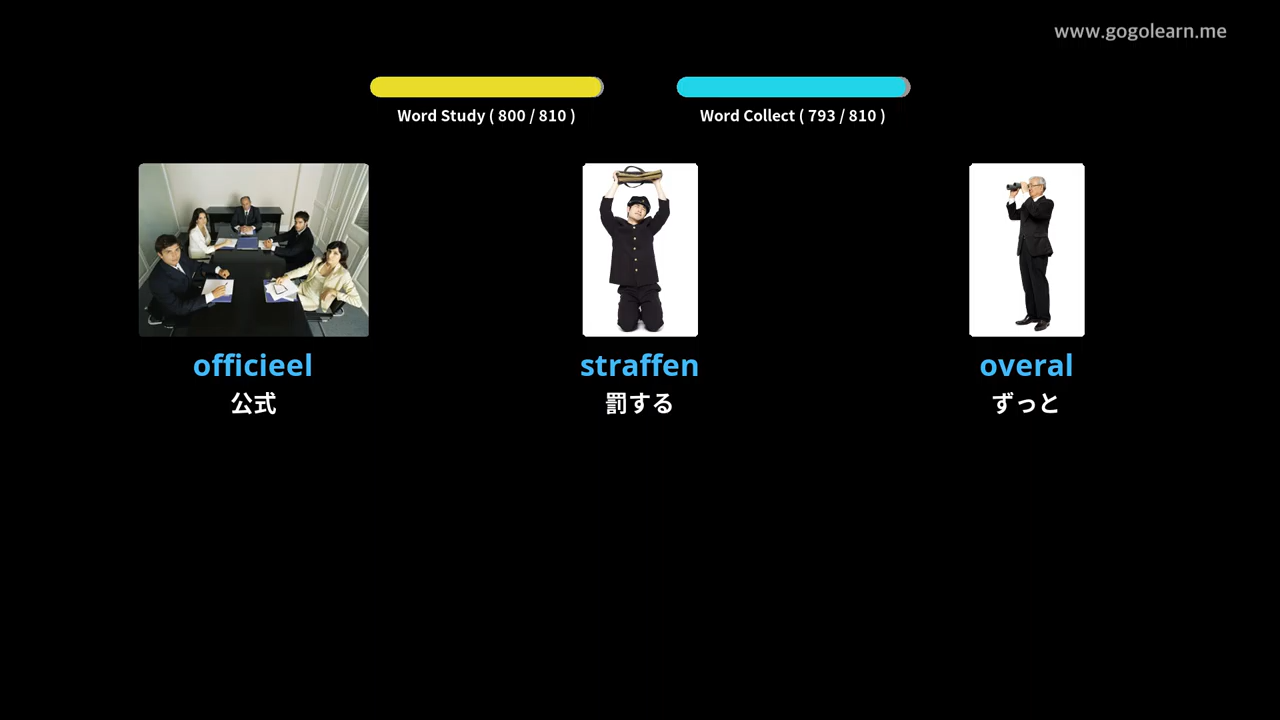 www.gogolearn.me
Word Study ( 800 / 810 )
Word Collect ( 793 / 810 )
officieel
公式
straffen
罰する
overal
ずっと